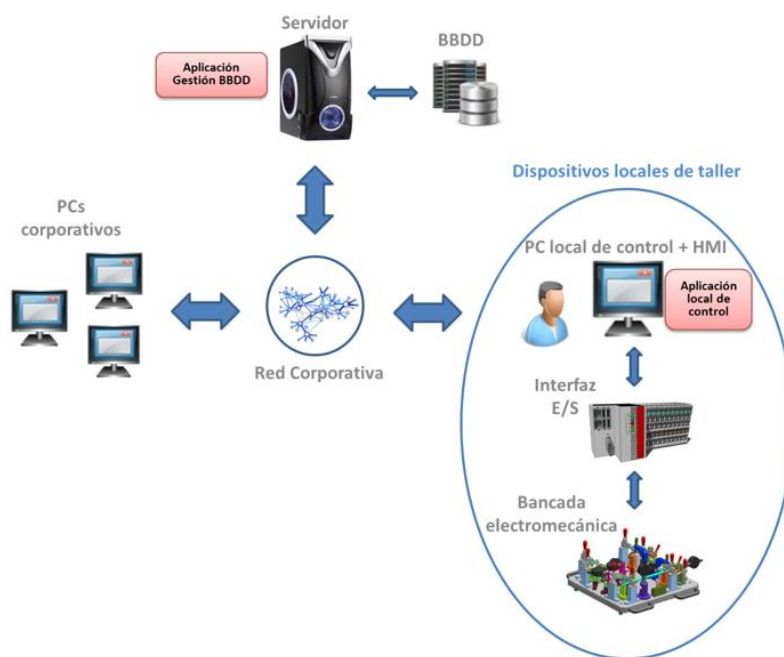 Servidor
Aplicación
Gestión BBDD
BBDD
Dispositivos locales de taller
PCs
corporativos
PC local de control + HMI
Aplicación
local de
control
Red Corporativa
Interfaz
E/S
Bancada
electromecánica